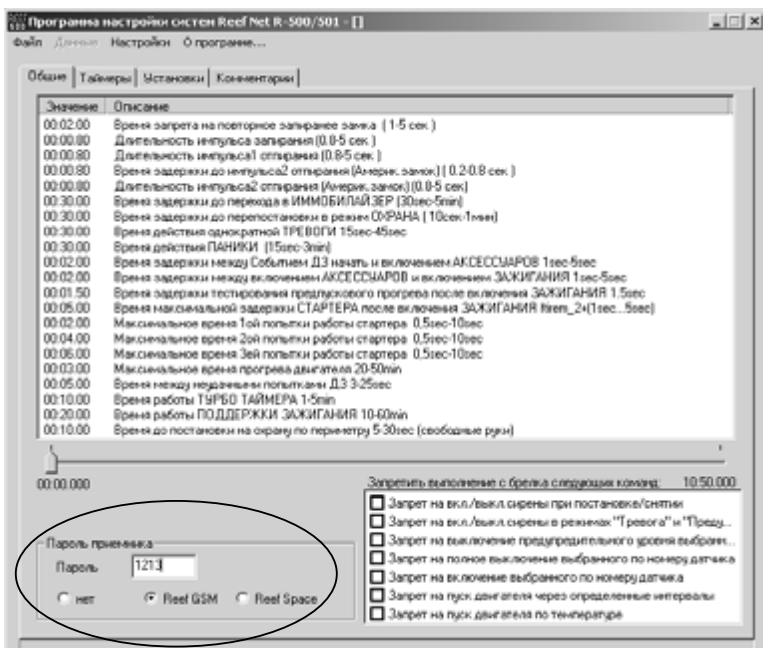 Программа настройки систем Reef Net R-500/501 - []
Файл Данные Настройки О програме...
Общие Таймеры Установки Комментарии
Значение Описание
00:02.00 Время запрета на повторное запирание замка ( 1-5 сек )
00:00.80 Длительность импульса запирания (0.8-5 сек )
00:00.80 Длительность импульса1 отпирания (0.8-5 сек )
00:00.80 Время задержки до импульса2 отпирания (Америк. замок) ( 0.2-0.8 сек )
00:00.80 Длительность импульса2 отпирания (Америк. замок) (0.8-5 сек)
00:30.00 Время задержки до перехода в ИММОБИЛАЙЗЕР (30sec-5min)
00:30.00 Время задержки до перепостановки в режим ОХРАНА ( 10сек-1мин)
00:30.00 Время действия однократной ТРЕВОГИ 15sec-45sec
00:30.00 Время действия ПАНИКИ (15sec-3min)
00:02.00 Время задержки между Событием ДЗ начать и включением АКСЕССУАРОВ 1sec-5sec
00:02.00 Время задержки между включением АКСЕССУАРОВ и включением ЗАЖИГАНИЯ 1sec-5sec
00:01.50 Время задержки тестирования предпускового прогрева после включения ЗАЖИГАНИЯ 1.5sec
00:05.00 Время максимальной задержки СТАРТЕРА после включения ЗАЖИГАНИЯ ttrem_2+(1sec...5sec)
00:02.00 Максимальное время 1ой попытки работы стартера 0,5sec-10sec
00:04.00 Максимальное время 2ой попытки работы стартера 0,5sec-10sec
00:06.00 Максимальное время 3ей попытки работы стартера 0,5sec-10sec
00:03.00 Максимальное время прогрева двигателя 20-50min
00:05.00 Время между неудачными попытками ДЗ 3-25sec
00:10.00 Время работы ТУРБО ТАЙМЕРА 1-5min
00:20.00 Время работы ПОДДЕРЖКИ ЗАЖИГАНИЯ 10-60min
00:10.00 Время до постановки на охрану по периметру 5-30sec (свободные руки)
00:00.000 Запретить выполнение с брелка следующих команд: 10:50.000
Запрет на вкл./выкл.сирены при постановке/снятии
Запрет на вкл./выкл.сирены в режимах "Тревога" и "Преду...
Запрет на выключение предупредительного уровня выбранн...
Запрет на полное выключение выбранного по номеру датчика
Запрет на включение выбранного по номеру датчика
Запрет на пуск двигателя через определенные интервалы
Запрет на пуск двигателя по температуре
Пароль приемника
Пароль 1213
нет Reef GSM Reef Space